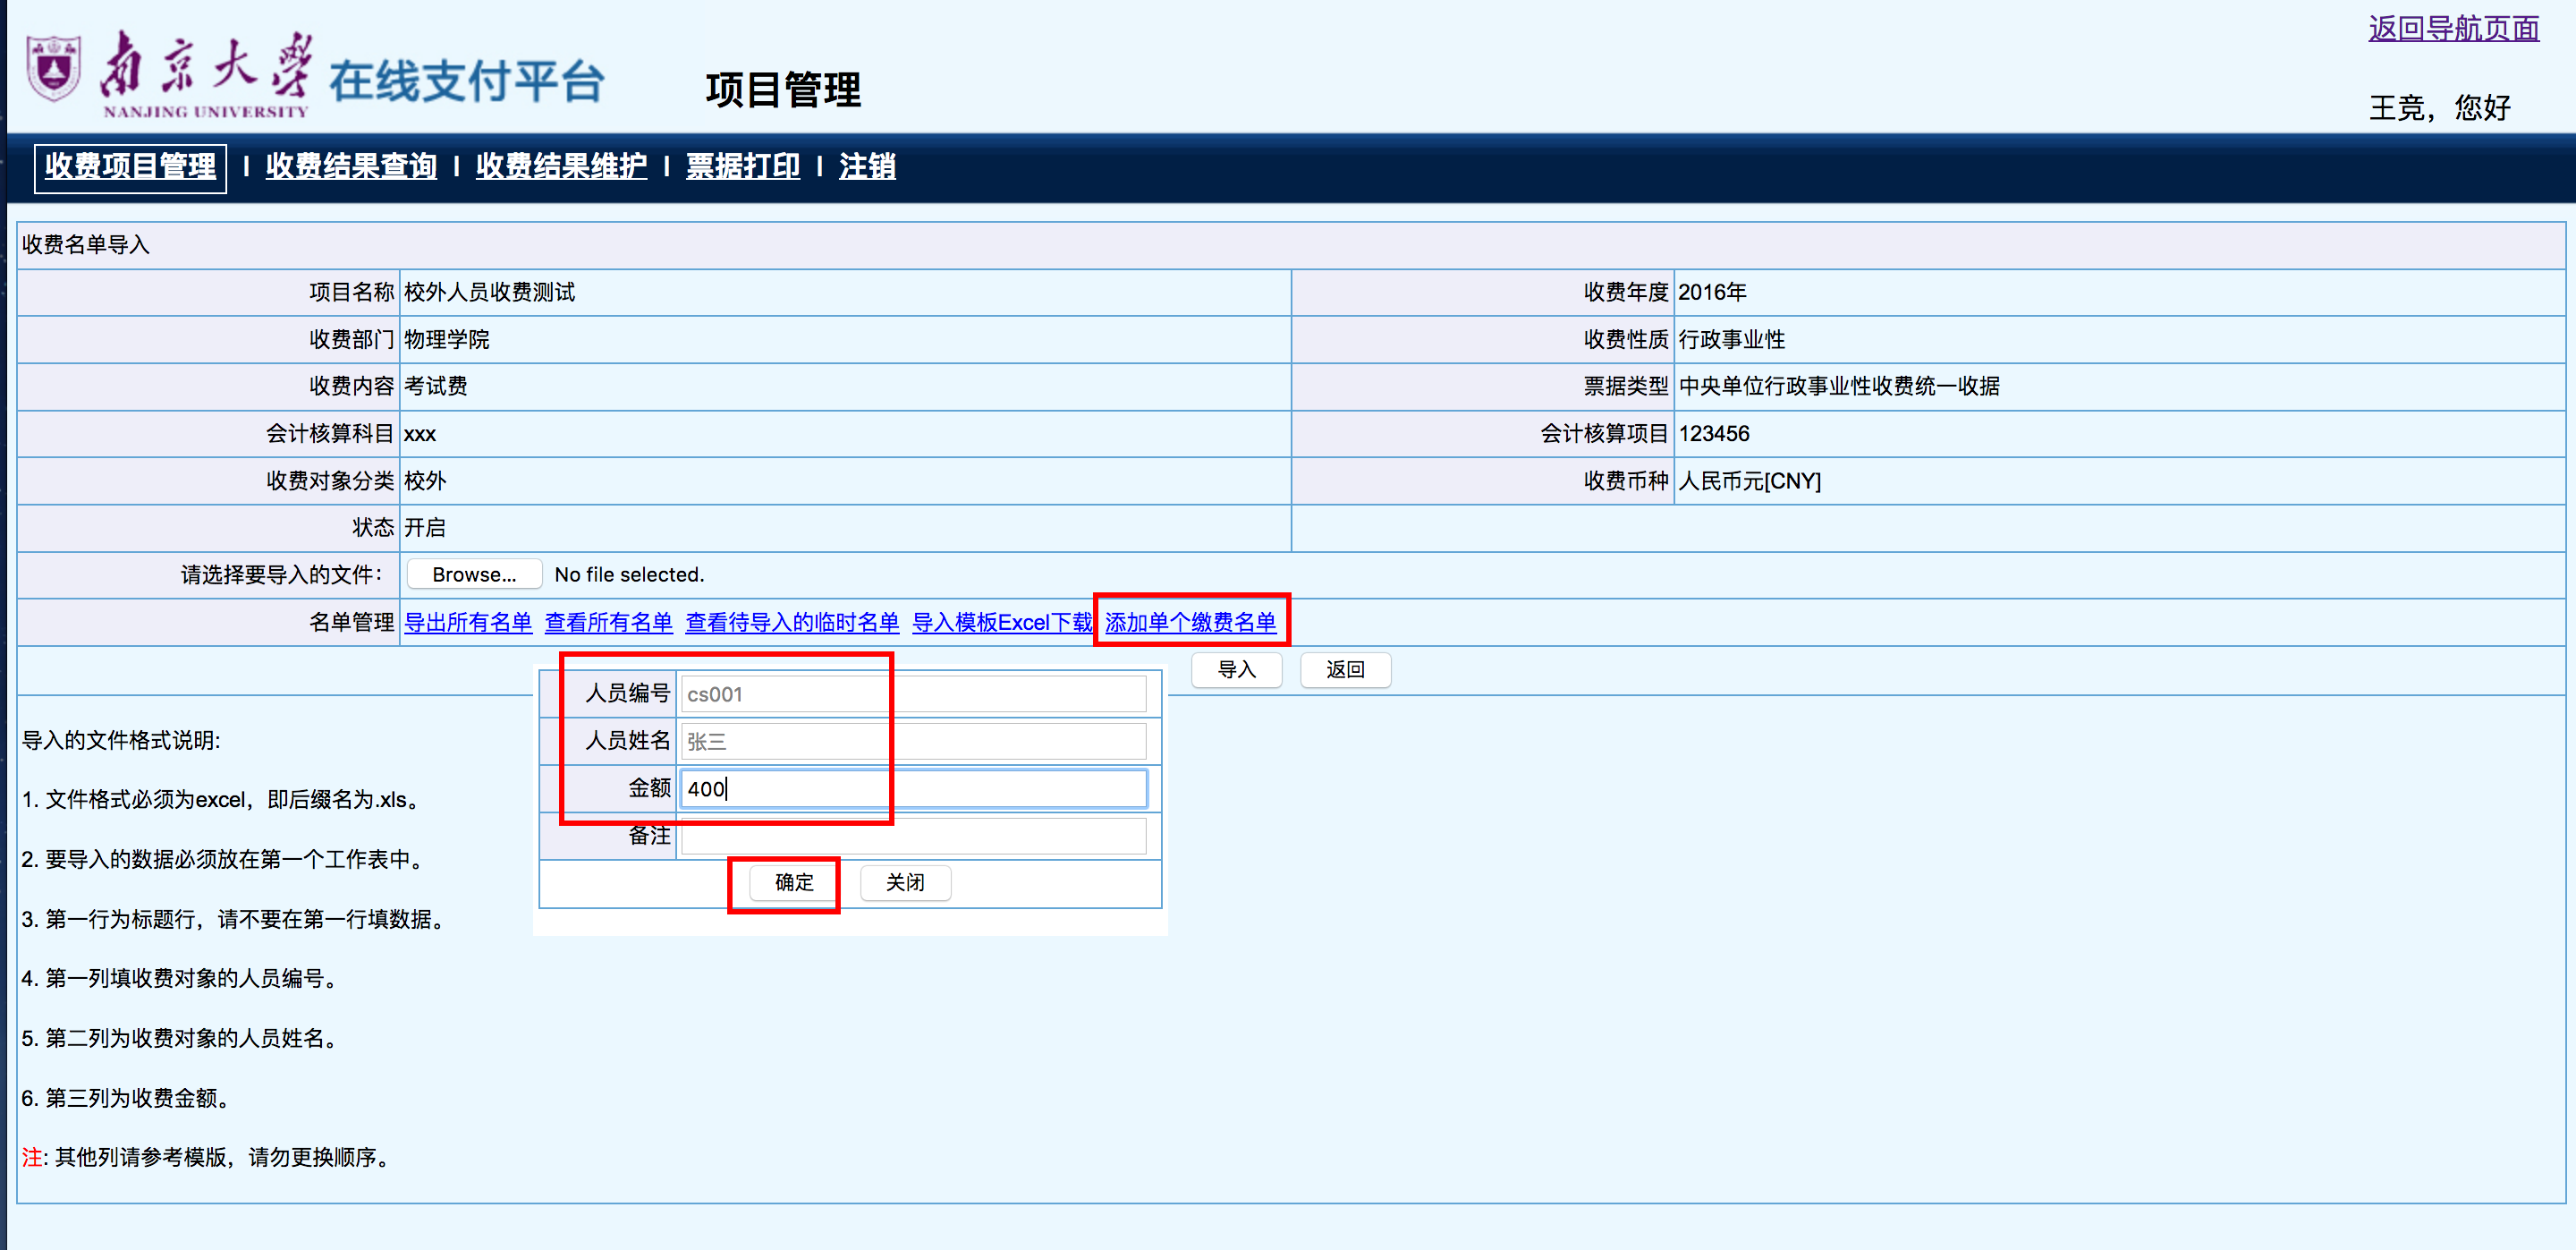 返回导航页面
南京大学 在线支付平台 项目管理
NANJING UNIVERSITY
王竞，您好
收费项目管理 | 收费结果查询 | 收费结果维护 | 票据打印 | 注销
收费名单导入
项目名称 校外人员收费测试 收费年度 2016年
收费部门 物理学院 收费性质 行政事业性
收费内容 考试费 票据类型 中央单位行政事业性收费统一收据
会计核算科目 xxx 会计核算项目 123456
收费对象分类 校外 收费币种 人民币元[CNY]
状态 开启
请选择要导入的文件： Browse... No file selected.
名单管理 导出所有名单 查看所有名单 查看待导入的临时名单 导入模板Excel下载 添加单个缴费名单
导入 返回
人员编号 cs001
人员姓名 张三
金额 400
备注
确定 关闭
导入的文件格式说明:
1. 文件格式必须为excel，即后缀名为.xls。
2. 要导入的数据必须放在第一个工作表中。
3. 第一行为标题行，请不要在第一行填数据。
4. 第一列填收费对象的人员编号。
5. 第二列为收费对象的人员姓名。
6. 第三列为收费金额。
注: 其他列请参考模版，请勿更换顺序。